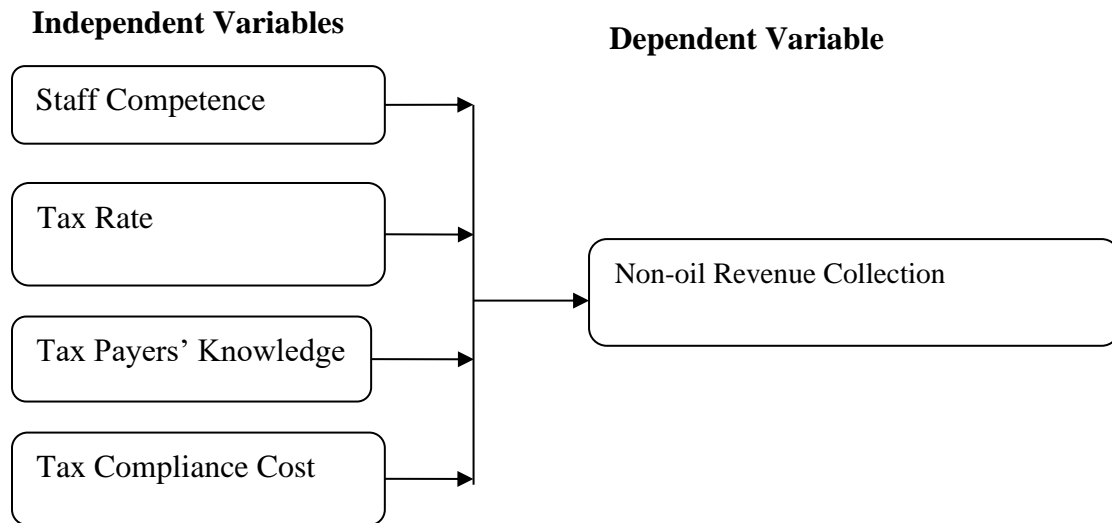 Independent Variables
Dependent Variable
Staff Competence
Tax Rate
Non-oil Revenue Collection
Tax Payers’ Knowledge
Tax Compliance Cost